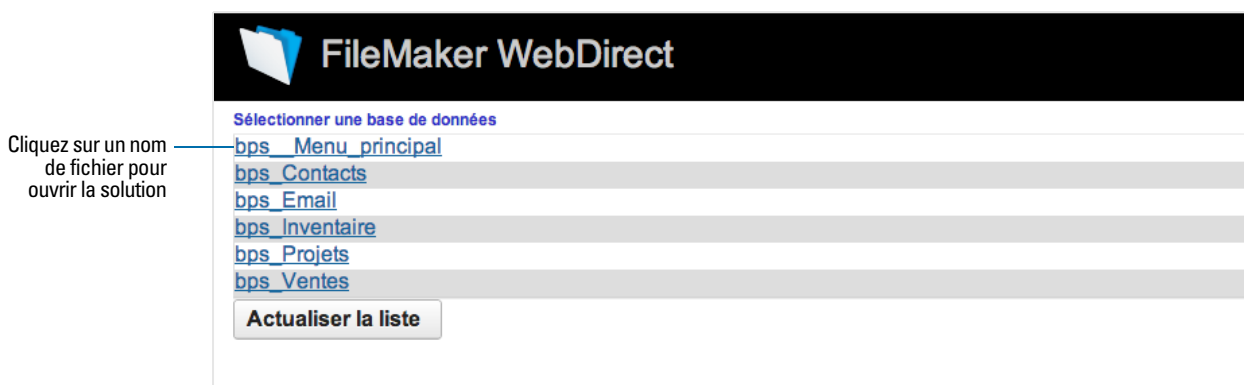 FileMaker WebDirect
Sélectionner une base de données
Cliquez sur un nom
de fichier pour
ouvrir la solution
bps__Menu_principal
bps_Contacts
bps_Email
bps_Inventaire
bps_Projets
bps_Ventes
Actualiser la liste